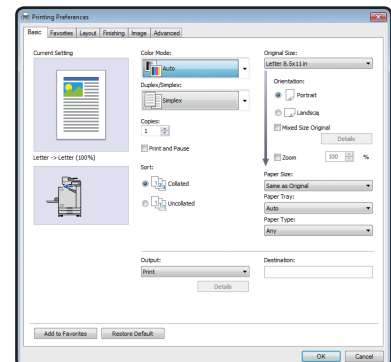 Printing Preferences
Basic Favorites Layout Finishing Image Advanced
Current Setting
Letter -> Letter (100%)
Color Mode:
Auto
Duplex/Simplex:
Simplex
Copies:
1
Print and Pause
Sort:
Collated
Uncollated
Original Size:
Letter 8.5x11in
Orientation:
Portrait
Landscap
Mixed Size Original
Details
Zoom 100 %
Paper Size:
Same as Original
Paper Tray:
Auto
Paper Type:
Any
Output:
Print
Details
Destination:
Add to Favorites Restore Default
OK Cancel